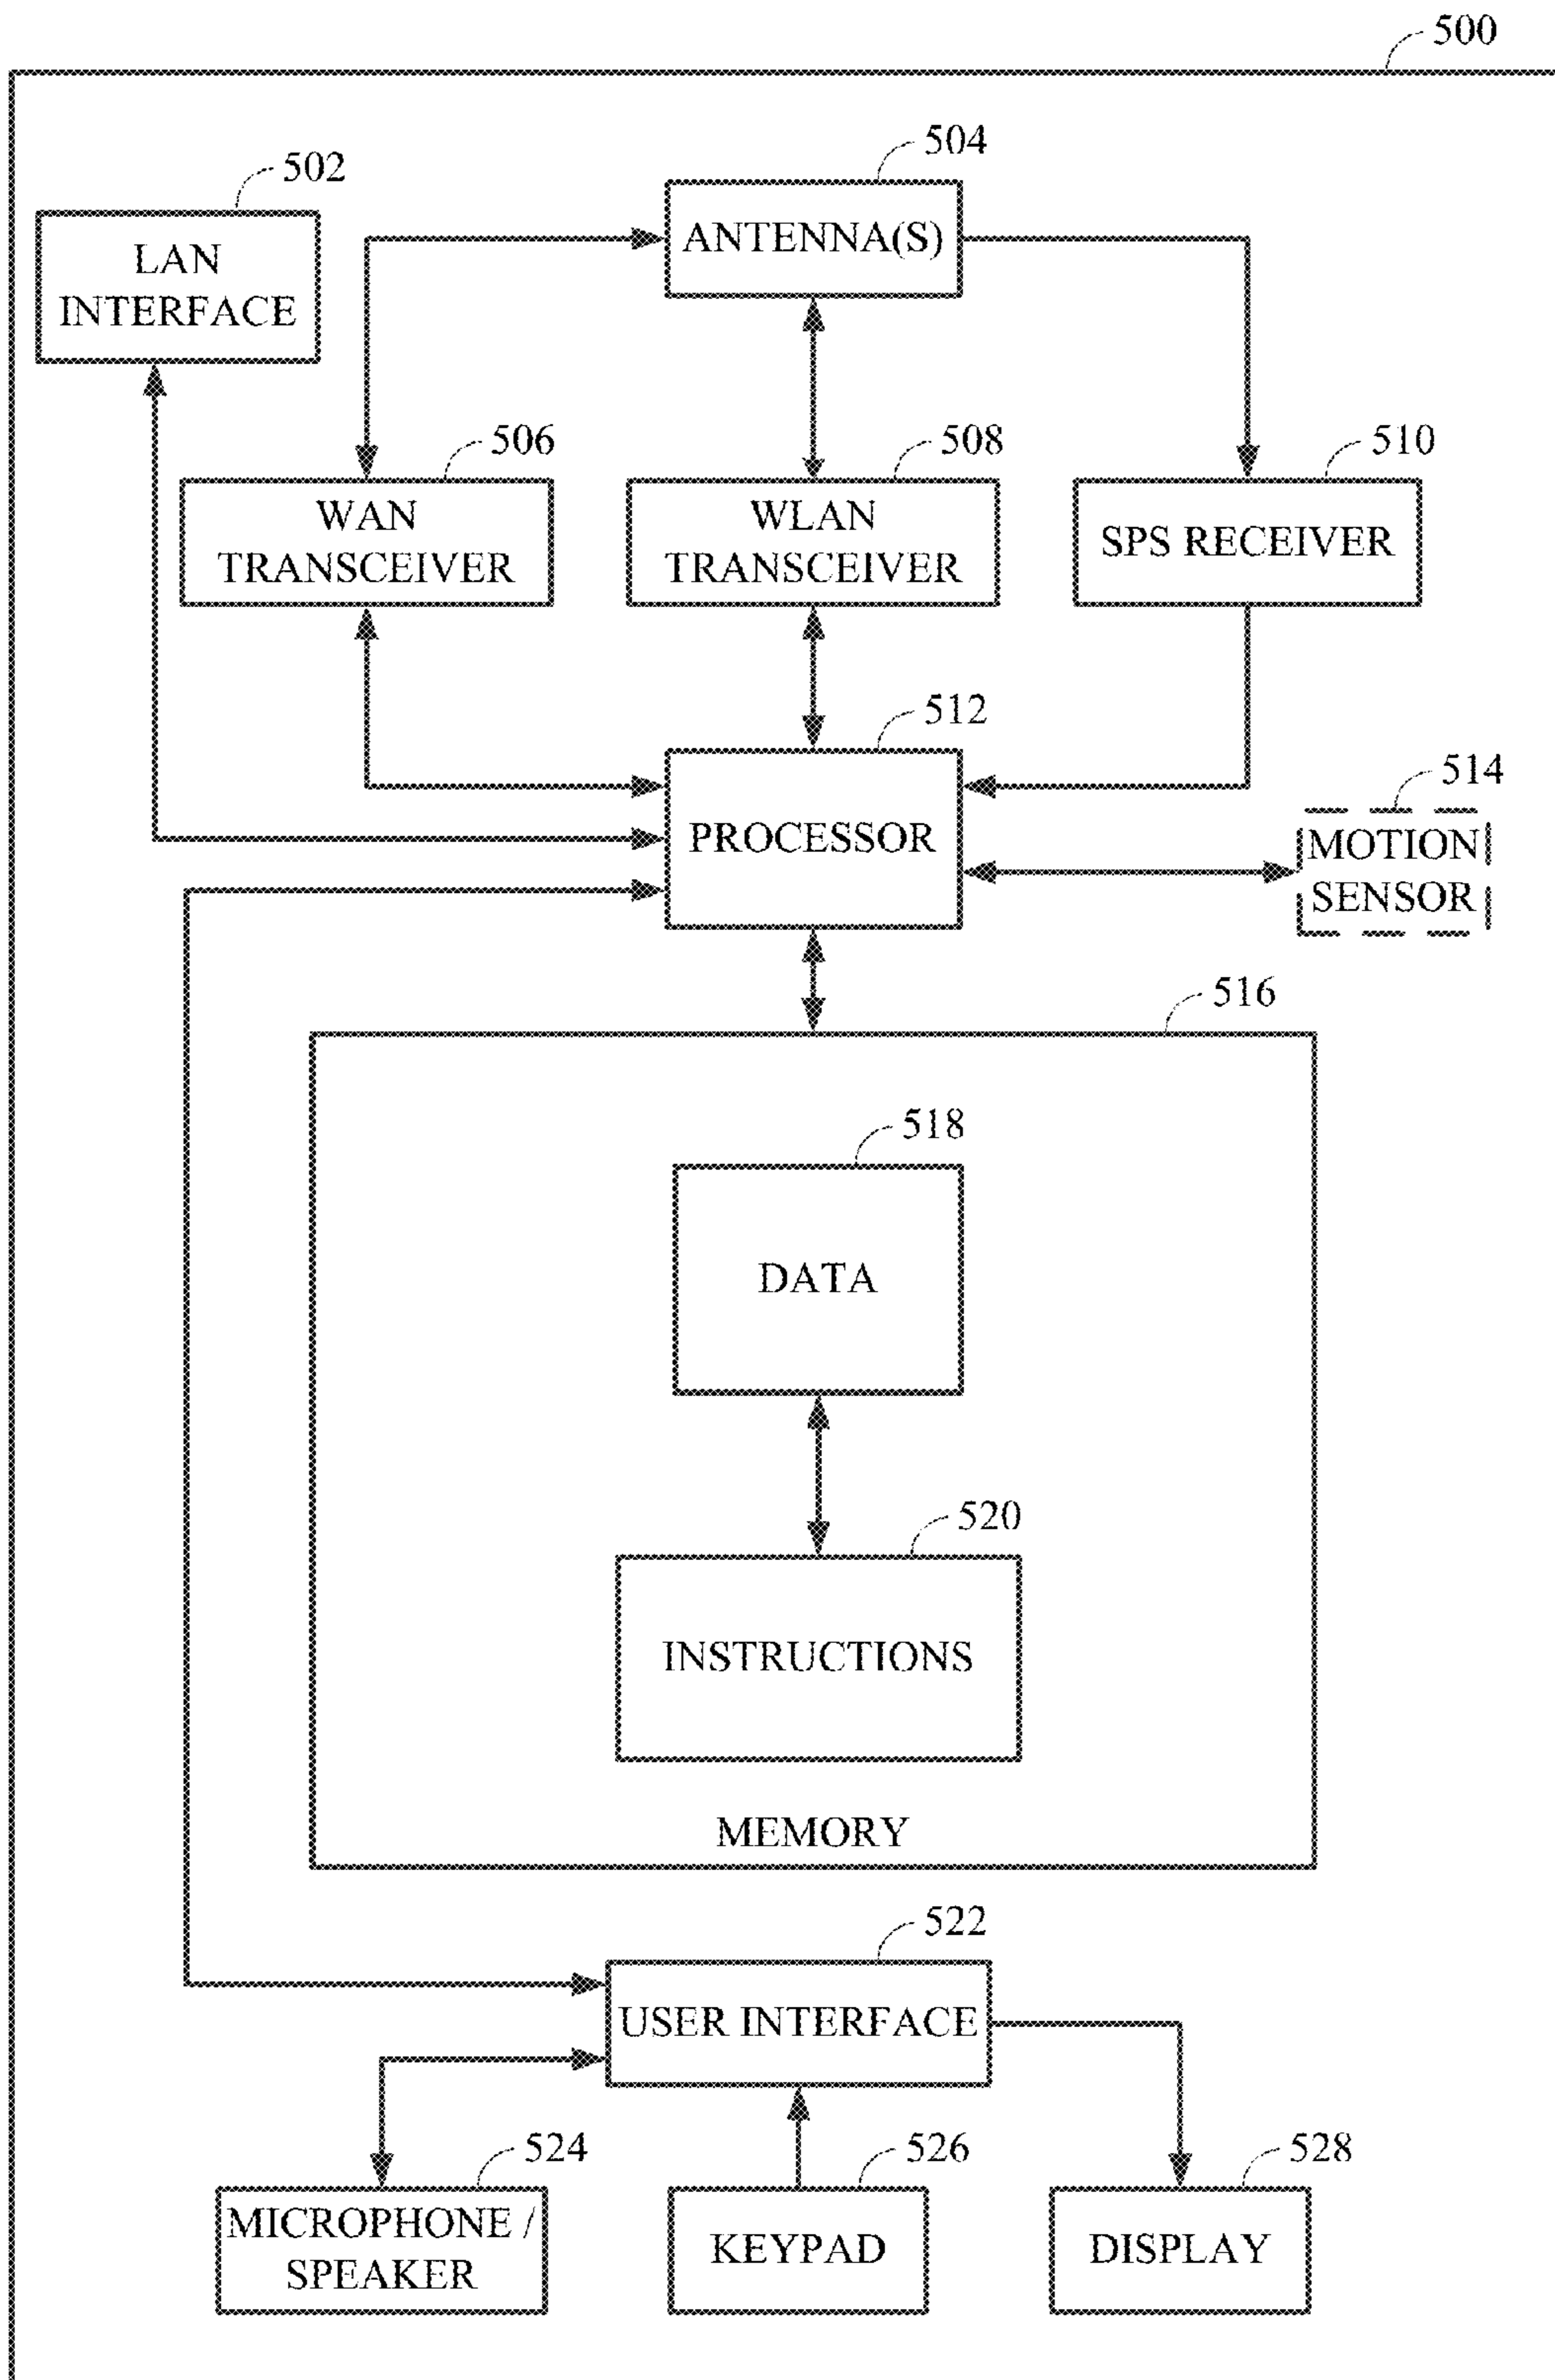 500
504
502
ANTENNA(S)
LAN
INTERFACE
506
508
510
WAN
TRANSCEIVER
WLAN
TRANSCEIVER
SPS RECEIVER
512
514
PROCESSOR
MOTION
SENSOR
516
518
DATA
520
INSTRUCTIONS
MEMORY
522
USER INTERFACE
524
526
528
MICROPHONE /
SPEAKER
KEYPAD
DISPLAY